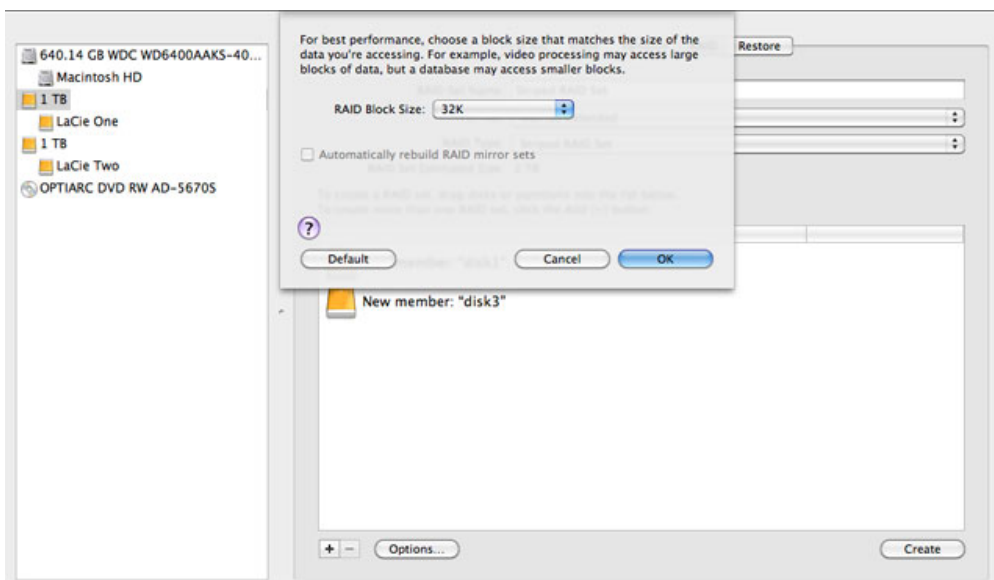 640.14 GB WDC WD6400AAKS-40...
Macintosh HD
1 TB
LaCie One
1 TB
LaCie Two
OPTIARC DVD RW AD-5670S
For best performance, choose a block size that matches the size of the
data you're accessing. For example, video processing may access large
blocks of data, but a database may access smaller blocks.
RAID Block Size: 32K
Automatically rebuild RAID mirror sets
?
Default
Cancel
OK
Restore
New member: "disk3"
+ −
Options...
Create